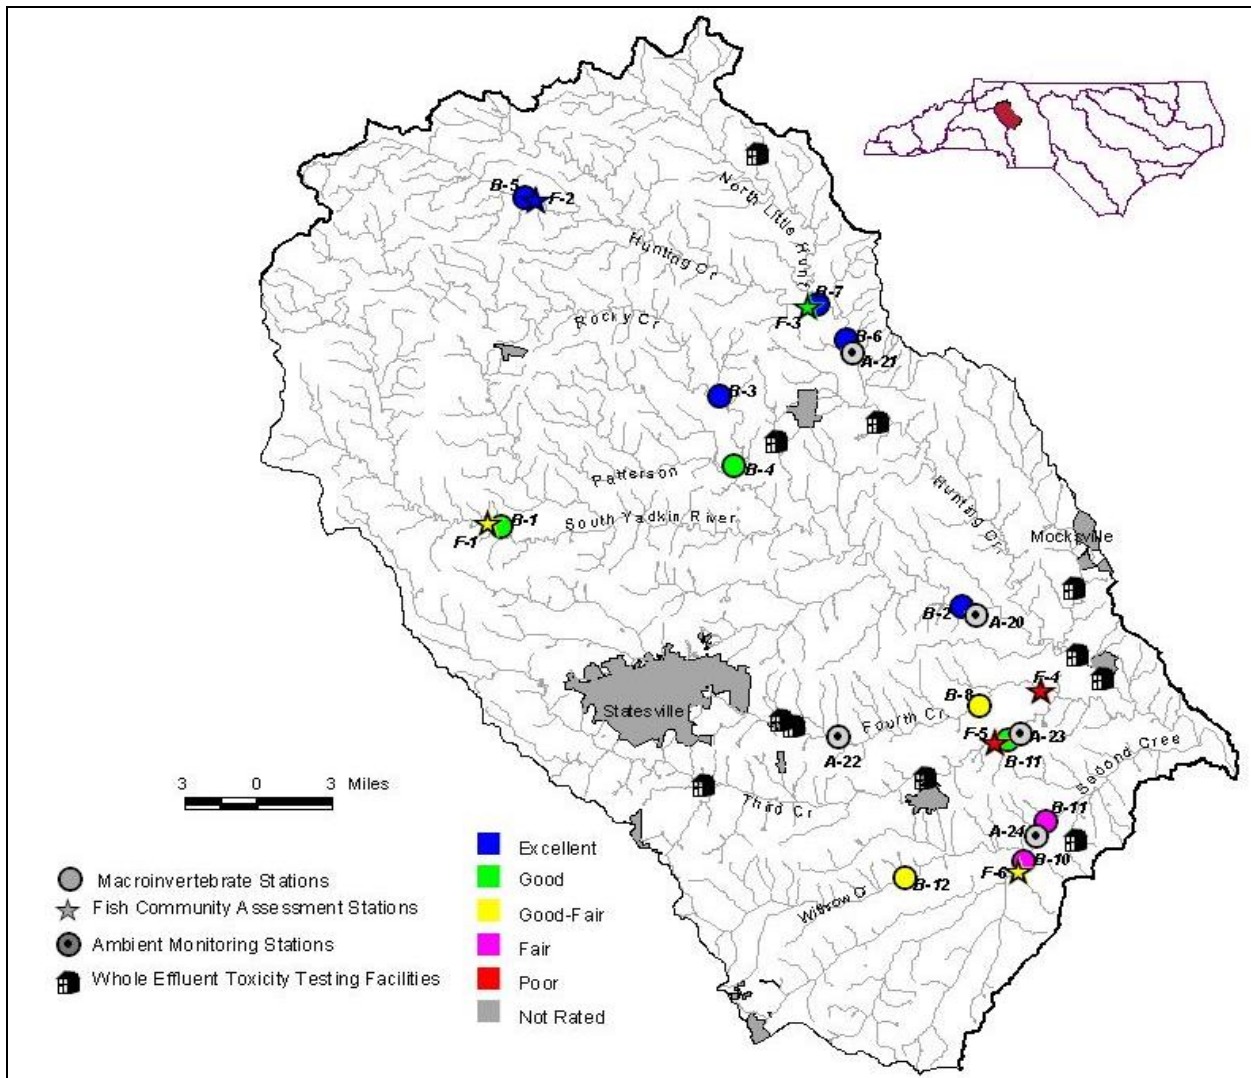 B-5
F-2
North Little Hunt
Hunting Cr
B-7
F-3
Rocky Cr
B-6
A-21
B-3
Patterson
B-4
South Yadkin River
B-1
F-1
Hunting Cr.
Mocksville
B-2
A-20
F-4
B-8
Statesville
Fourth Cr.
F-5
A-23
A-22
B-11
Second Cree
3 0 3 Miles
Third Cr
B-11
A-24
B-10
F-6
B-12
Withrow C
Excellent
Good
Good-Fair
Fair
Poor
Not Rated
Macroinvertebrate Stations
Fish Community Assessment Stations
Ambient Monitoring Stations
Whole Effluent Toxicity Testing Facilities